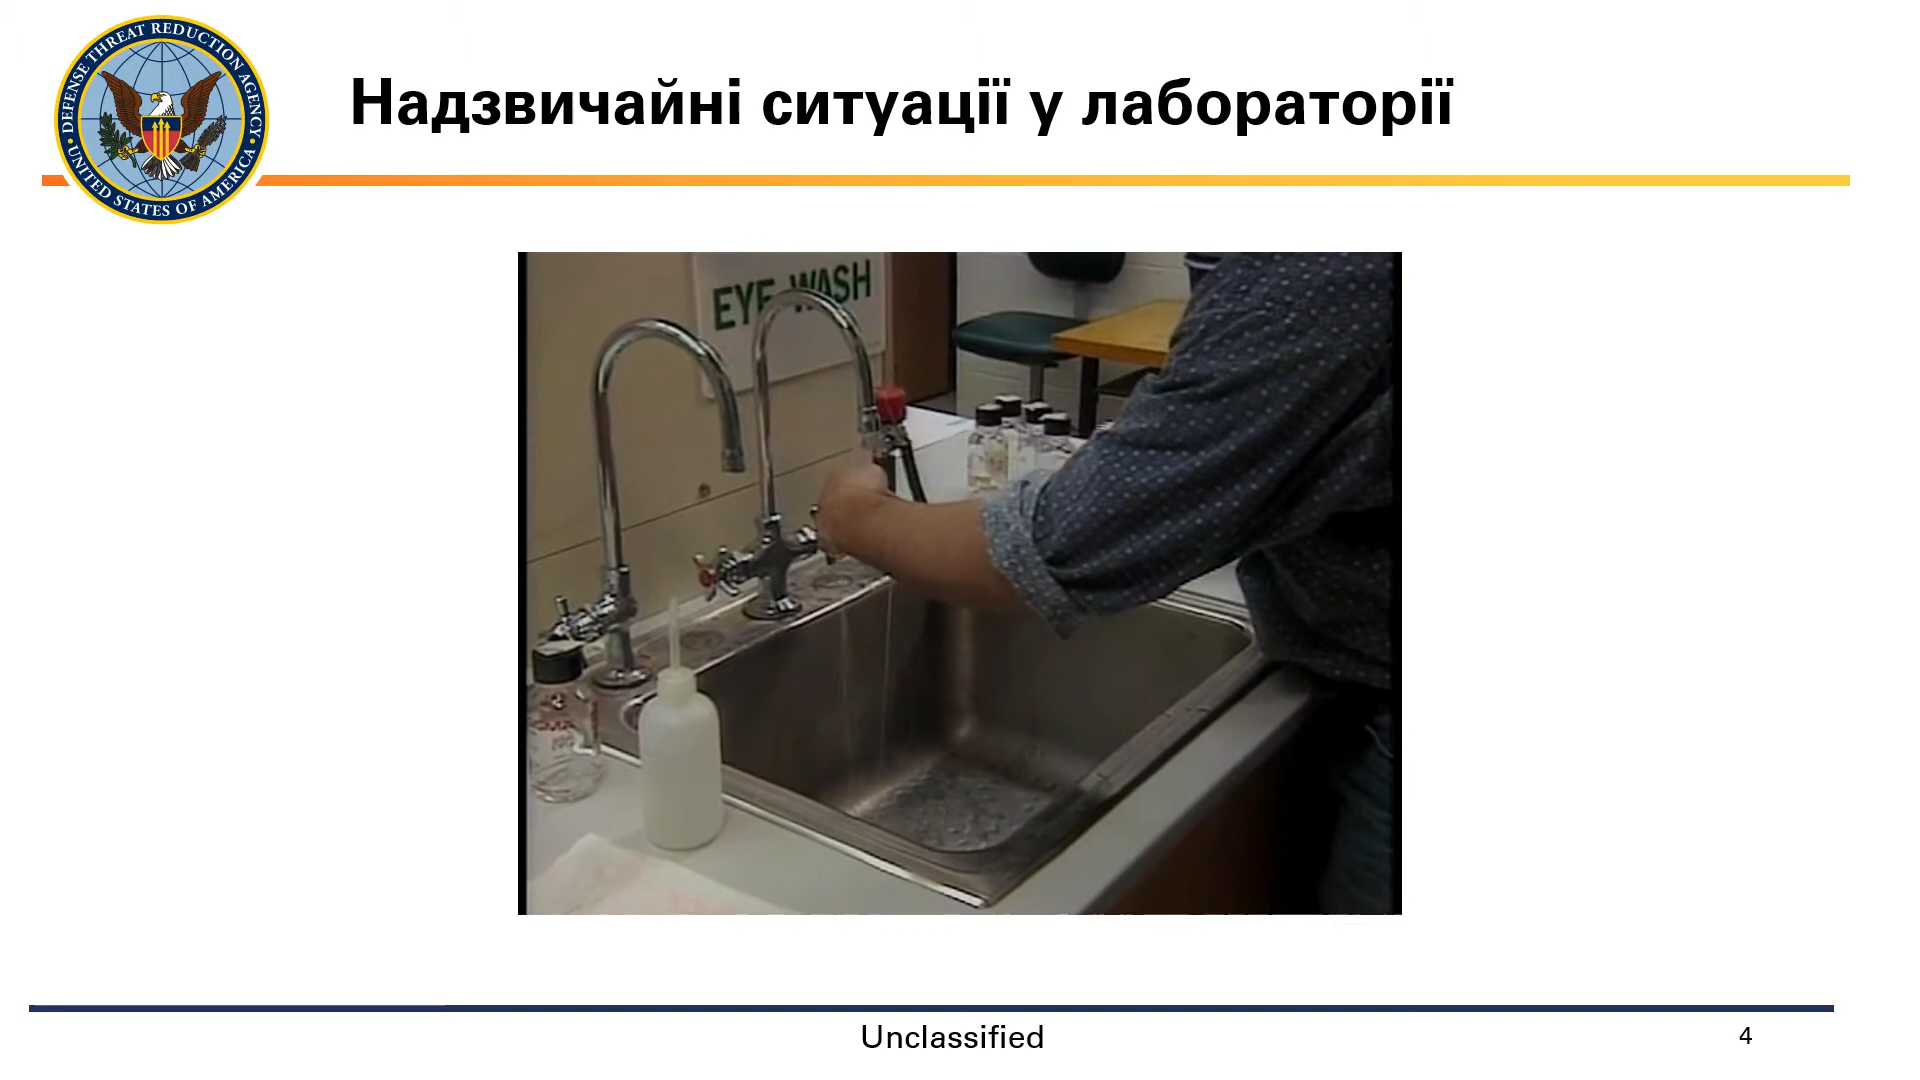 DEFENSE THREAT REDUCTION AGENCY
UNITED STATES OF AMERICA
Надзвичайні ситуації у лабораторії
EYE WASH
Unclassified
4